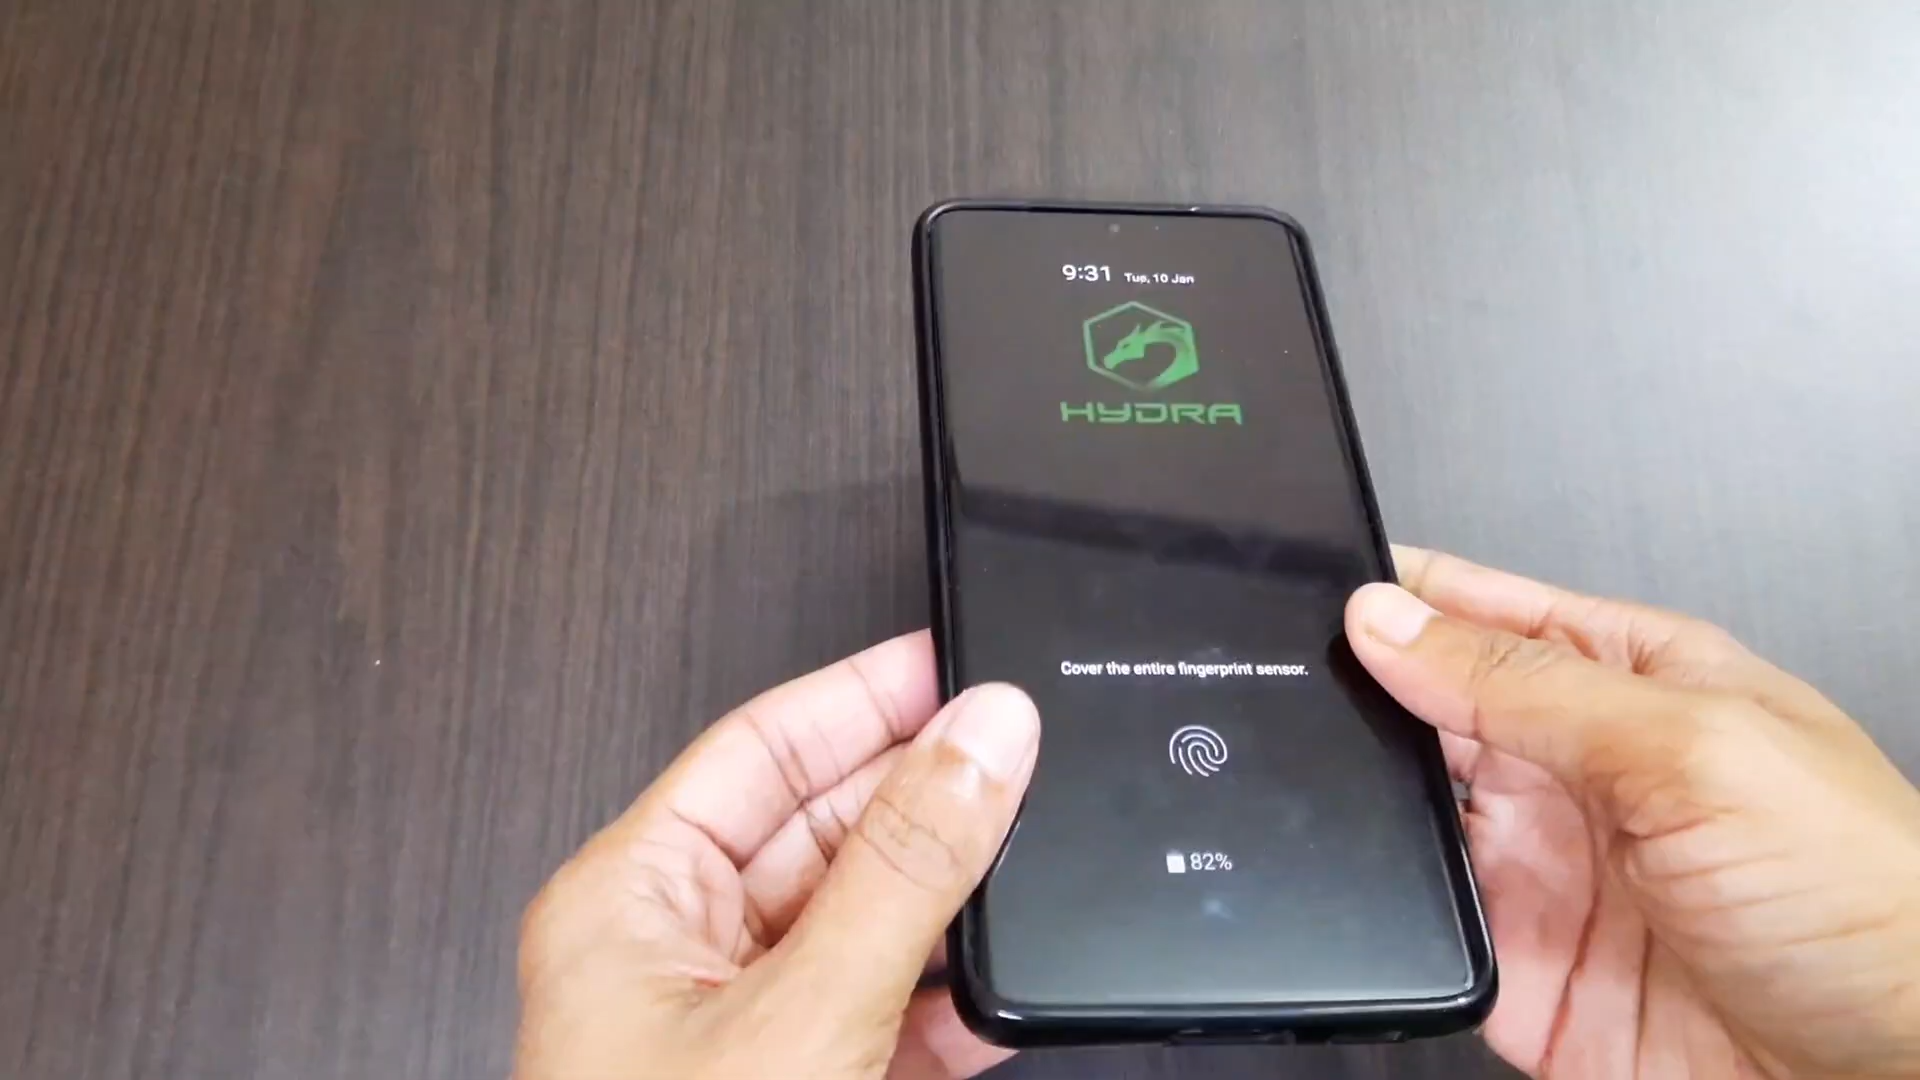 9:31 Tue, 10 Jan
HYDRA
Cover the entire fingerprint sensor.
82%